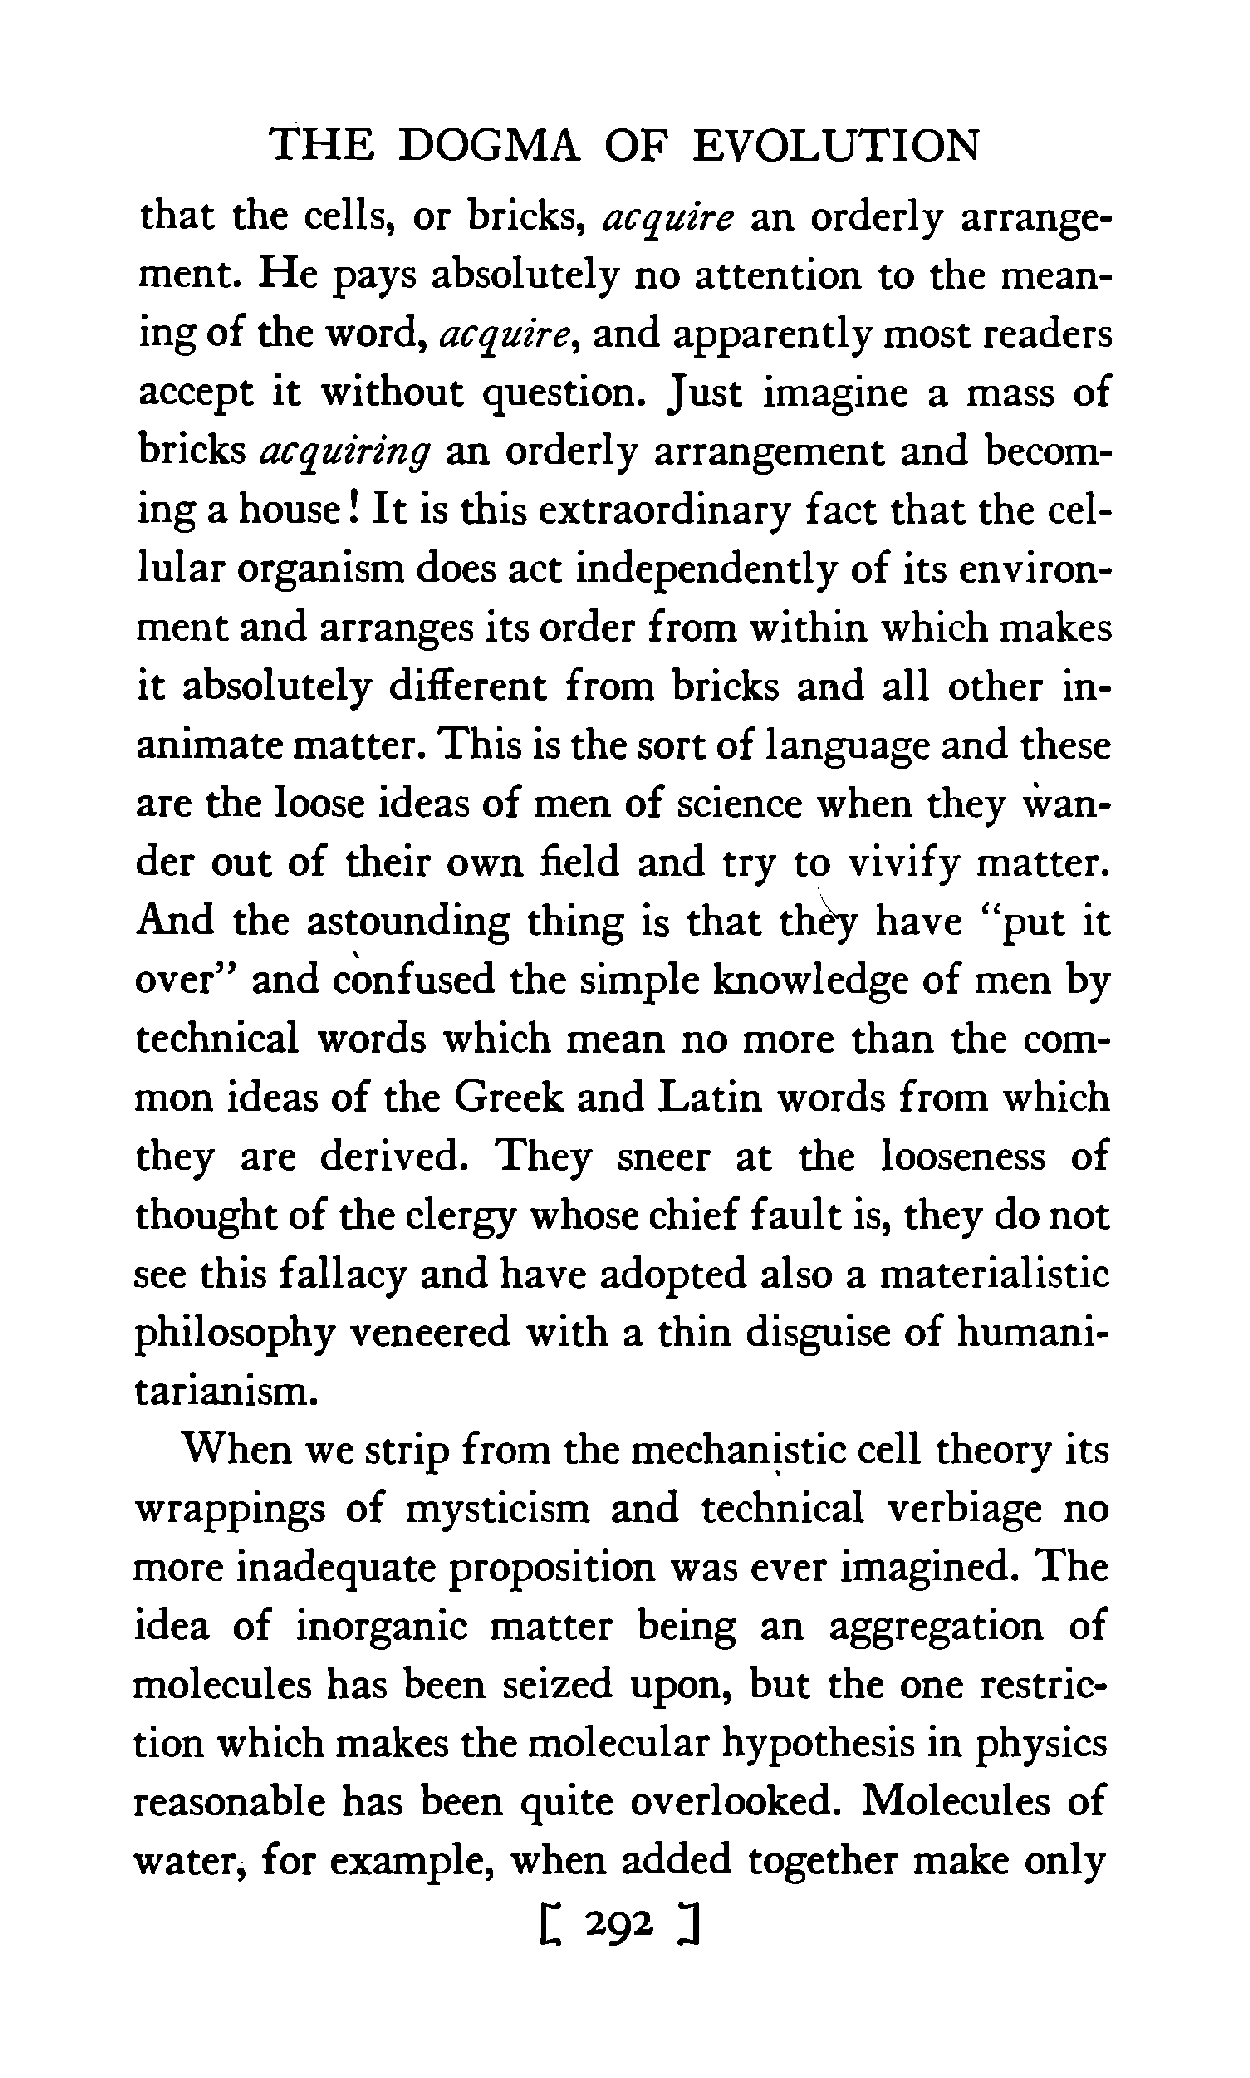 THE DOGMA OF EVOLUTION
that the cells, or bricks, acquire an orderly arrange-
ment. He pays absolutely no attention to the mean-
ing of the word, acquire, and apparently most readers
accept it without question. Just imagine a mass of
bricks acquiring an orderly arrangement and becom-
ing a house! It is this extraordinary fact that the cel-
lular organism does act independently of its environ-
ment and arranges its order from within which makes
it absolutely different from bricks and all other in-
animate matter. This is the sort of language and these
are the loose ideas of men of science when they wan-
der out of their own field and try to vivify matter.
And the astounding thing is that they have “put it
over” and confused the simple knowledge of men by
technical words which mean no more than the com-
mon ideas of the Greek and Latin words from which
they are derived. They sneer at the looseness of
thought of the clergy whose chief fault is, they do not
see this fallacy and have adopted also a materialistic
philosophy veneered with a thin disguise of humani-
tarianism.
When we strip from the mechanistic cell theory its
wrappings of mysticism and technical verbiage no
more inadequate proposition was ever imagined. The
idea of inorganic matter being an aggregation of
molecules has been seized upon, but the one restric-
tion which makes the molecular hypothesis in physics
reasonable has been quite overlooked. Molecules of
water, for example, when added together make only
[ 292 ]